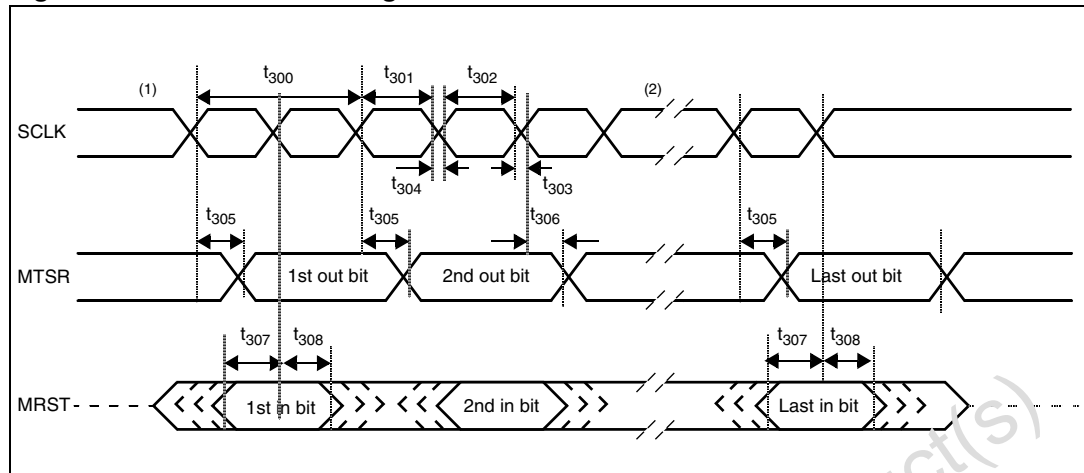 (1) t300 t301 t302 (2)
SCLK
t304 t303
t305 t305 t306 t305
MTSR 1st out bit 2nd out bit Last out bit
t307 t308 t307 t308
MRST 1st in bit 2nd in bit Last in bit